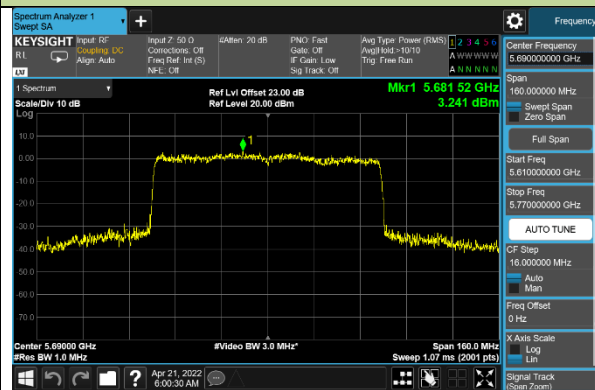 Spectrum Analyzer 1
Swept SA
Frequency
KEYSIGHT
RL
LXI
Input: RF
Coupling: DC
Align: Auto
Input Z: 50 Ω
Corrections: Off
Freq Ref: Int (S)
NFE: Off
#Atten: 20 dB
PNO: Fast
Gate: Off
IF Gain: Low
Sig Track: Off
Avg Type: Power (RMS)
Avg|Hold:>10/10
Trig: Free Run
1 2 3 4 5 6
A W W W W W
A N N N N N
1 Spectrum
Scale/Div 10 dB
Log
Ref Lvl Offset 23.00 dB
Ref Level 20.00 dBm
Mkr1 5.681 52 GHz
3.241 dBm
10.0
0.00
-10.0
-20.0
-30.0
-40.0
-50.0
-60.0
-70.0
1
Center 5.69000 GHz
#Res BW 1.0 MHz
#Video BW 3.0 MHz*
Span 160.0 MHz
Sweep 1.07 ms (2001 pts)
Apr 21, 2022
6:00:30 AM
?
Center Frequency
5.690000000 GHz
Span
160.000000 MHz
Swept Span
Zero Span
Full Span
Start Freq
5.610000000 GHz
Stop Freq
5.770000000 GHz
AUTO TUNE
CF Step
16.000000 MHz
Auto
Man
Freq Offset
0 Hz
X Axis Scale
Log
Lin
Signal Track
(Span Zoom)